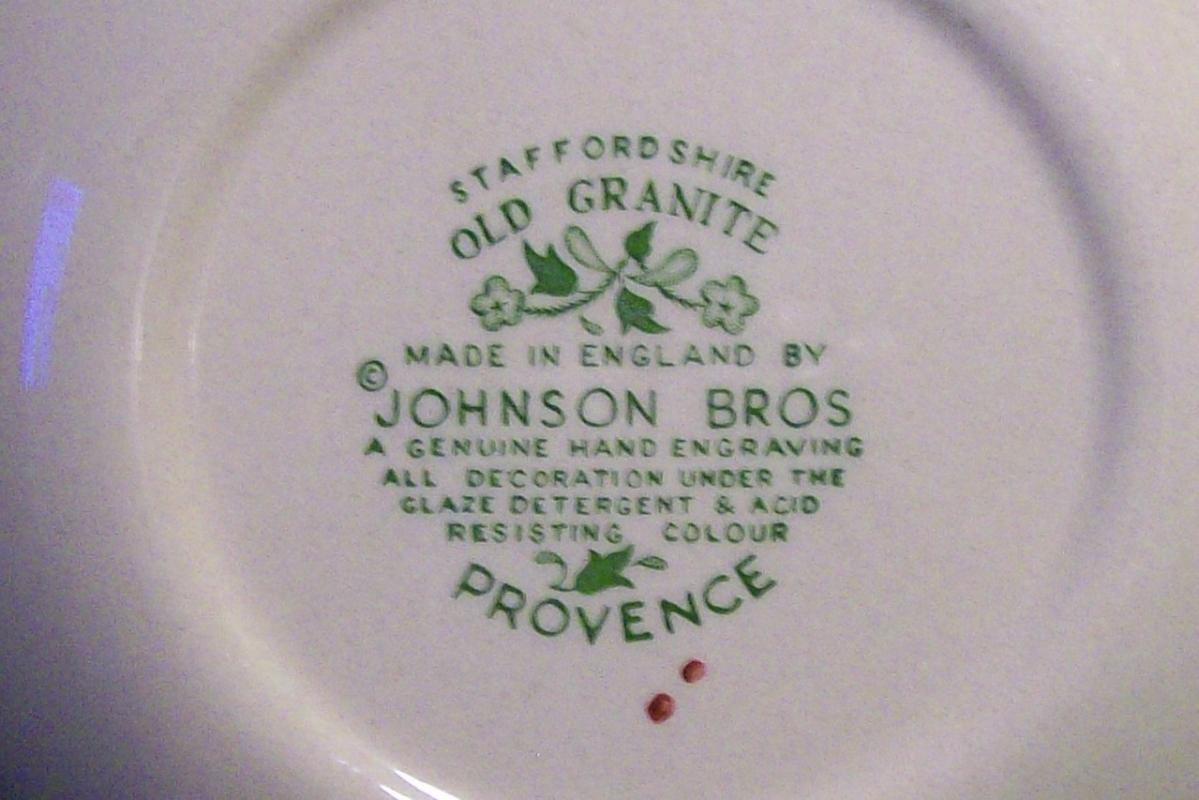 STAFFORDSHIRE
OLD GRANITE
MADE IN ENGLAND BY
© JOHNSON BROS
A GENUINE HAND ENGRAVING
ALL DECORATION UNDER THE
GLAZE DETERGENT & ACID
RESISTING COLOUR
PROVENCE